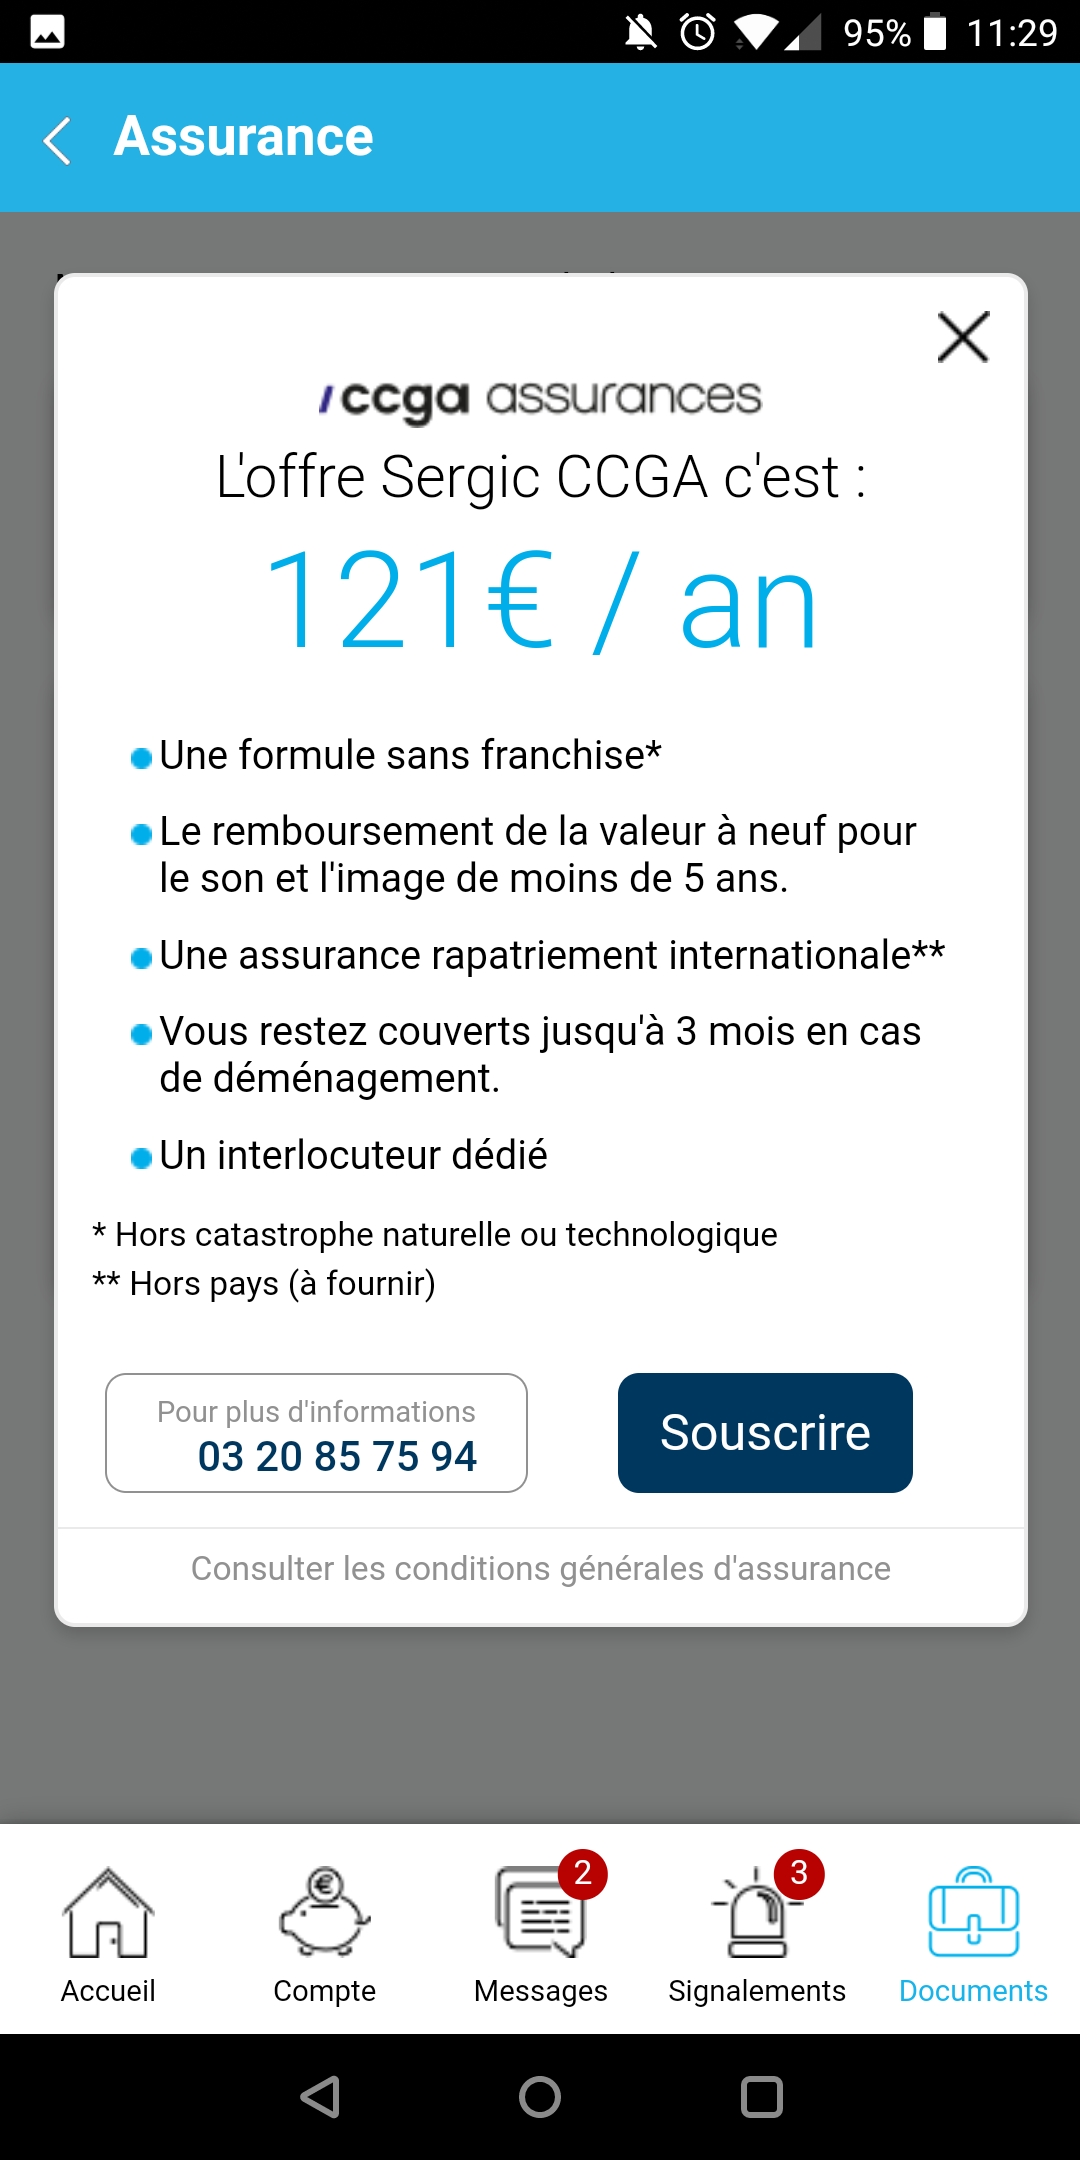 95% 11:29
Assurance
ccga assurances
L'offre Sergic CCGA c'est :
121€ / an
Une formule sans franchise*
Le remboursement de la valeur à neuf pour
le son et l'image de moins de 5 ans.
Une assurance rapatriement internationale**
Vous restez couverts jusqu'à 3 mois en cas
de déménagement.
Un interlocuteur dédié
* Hors catastrophe naturelle ou technologique
** Hors pays (à fournir)
Pour plus d'informations
03 20 85 75 94
Souscrire
Consulter les conditions générales d'assurance
2
3
Accueil
Compte
Messages
Signalements
Documents